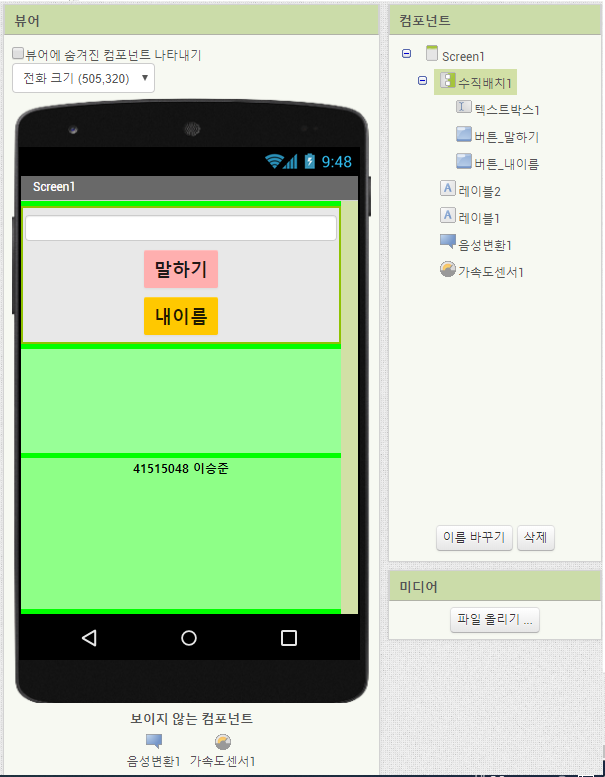 뷰어
뷰어에 숨겨진 컴포넌트 나타내기
전화 크기 (505,320)
9:48
Screen1
말하기
내이름
41515048 이승준
보이지 않는 컴포넌트
음성변환1 가속도센서1
컴포넌트
Screen1
수직배치1
텍스트박스1
버튼_말하기
버튼_내이름
레이블2
레이블1
음성변환1
가속도센서1
이름 바꾸기 삭제
미디어
파일 올리기 ...